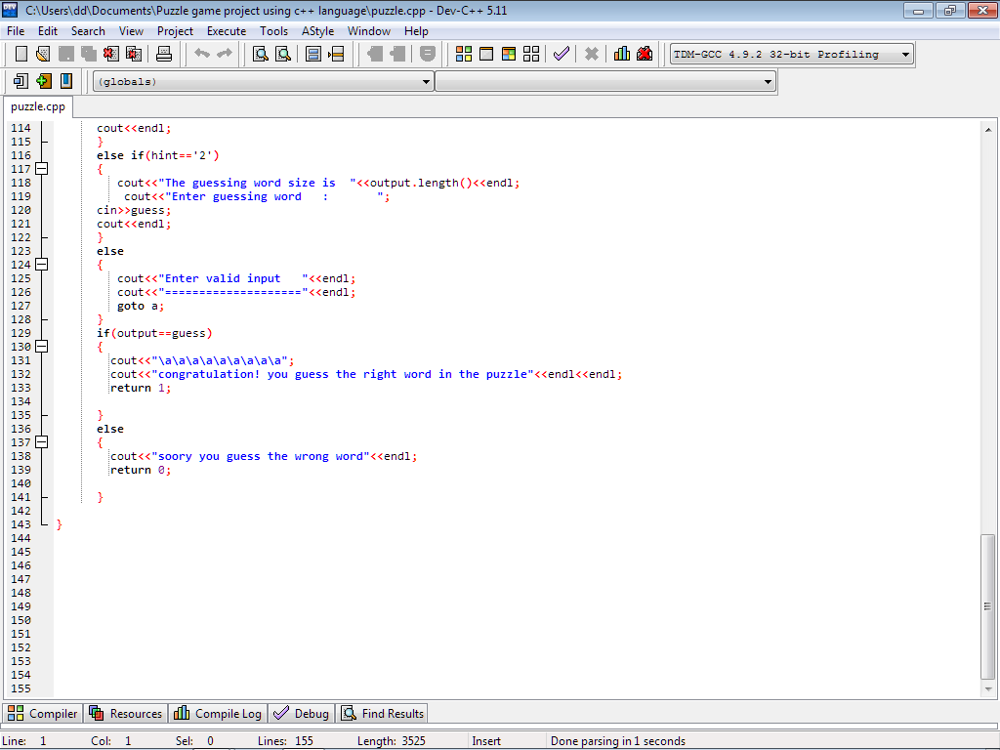 C:\Users\dd\Documents\Puzzle game project using c++ language\puzzle.cpp - Dev-C++ 5.11
File Edit Search View Project Execute Tools AStyle Window Help
TDM-GCC 4.9.2 32-bit Profiling
(globals)
puzzle.cpp
114 cout<<endl;
115 }
116 else if(hint=='2')
117 {
118 cout<<"The guessing word size is  "<<output.length()<<endl;
119 cout<<"Enter guessing word   :       ";
120 cin>>guess;
121 cout<<endl;
122 }
123 else
124 {
125 cout<<"Enter valid input   "<<endl;
126 cout<<"===================="<<endl;
127 goto a;
128 }
129 if(output==guess)
130 {
131 cout<<"\a\a\a\a\a\a\a\a\a";
132 cout<<"congratulation! you guess the right word in the puzzle"<<endl<<endl;
133 return 1;
134
135 }
136 else
137 {
138 cout<<"soory you guess the wrong word"<<endl;
139 return 0;
140
141 }
142
143 }
144
145
146
147
148
149
150
151
152
153
154
155
Compiler Resources Compile Log Debug Find Results
Line: 1 Col: 1 Sel: 0 Lines: 155 Length: 3525 Insert Done parsing in 1 seconds